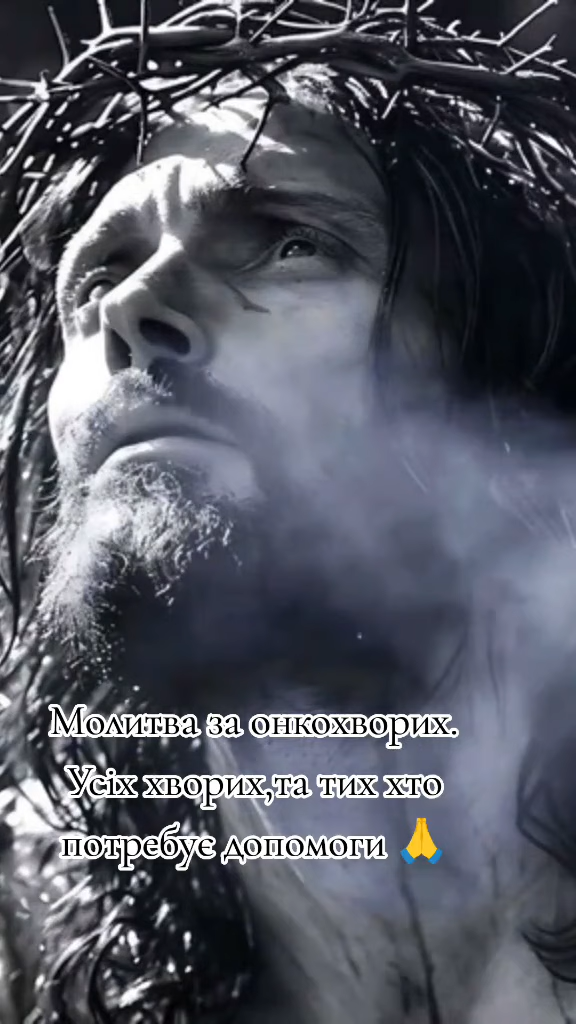 Молитва за онкохворих.
Усіх хворих,та тих хто
потребує допомоги 🙏